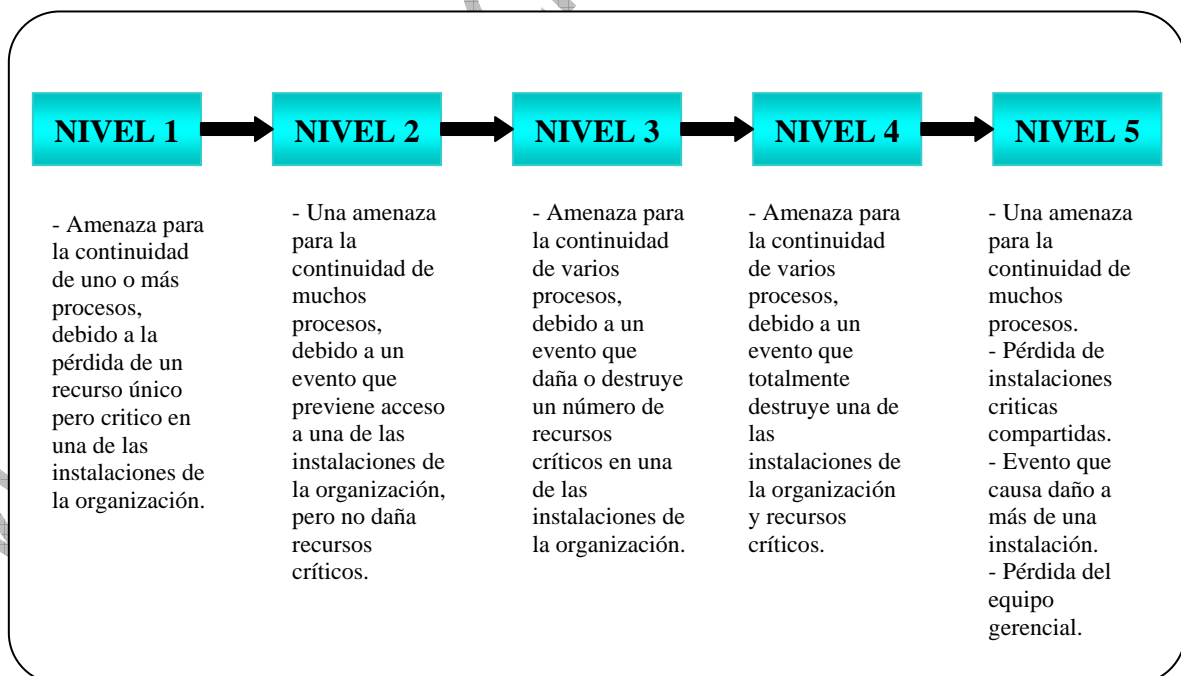 NIVEL 1
NIVEL 2
NIVEL 3
NIVEL 4
NIVEL 5
- Amenaza para
la continuidad
de uno o más
procesos,
debido a la
pérdida de un
recurso único
pero critico en
una de las
instalaciones de
la organización.
- Una amenaza
para la
continuidad de
muchos
procesos,
debido a un
evento que
previene acceso
a una de las
instalaciones de
la organización,
pero no daña
recursos
críticos.
- Amenaza para
la continuidad
de varios
procesos,
debido a un
evento que
daña o destruye
un número de
recursos
críticos en una
de las
instalaciones de
la organización.
- Amenaza para
la continuidad
de varios
procesos,
debido a un
evento que
totalmente
destruye una de
las
instalaciones de
la organización
y recursos
críticos.
- Una amenaza
para la
continuidad de
muchos
procesos.
- Pérdida de
instalaciones
criticas
compartidas.
- Evento que
causa daño a
más de una
instalación.
- Pérdida del
equipo
gerencial.